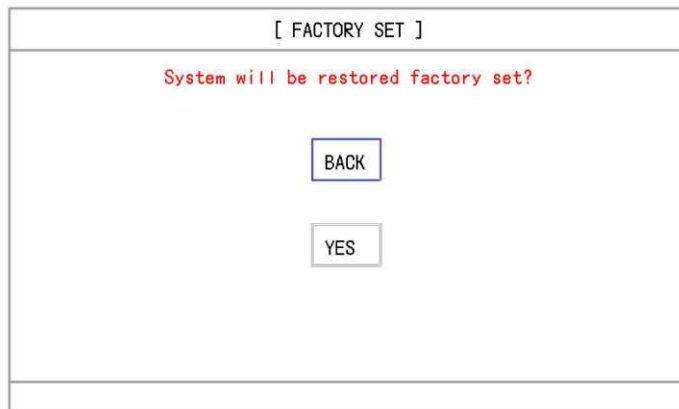 [ FACTORY SET ]
System will be restored factory set?
BACK
YES